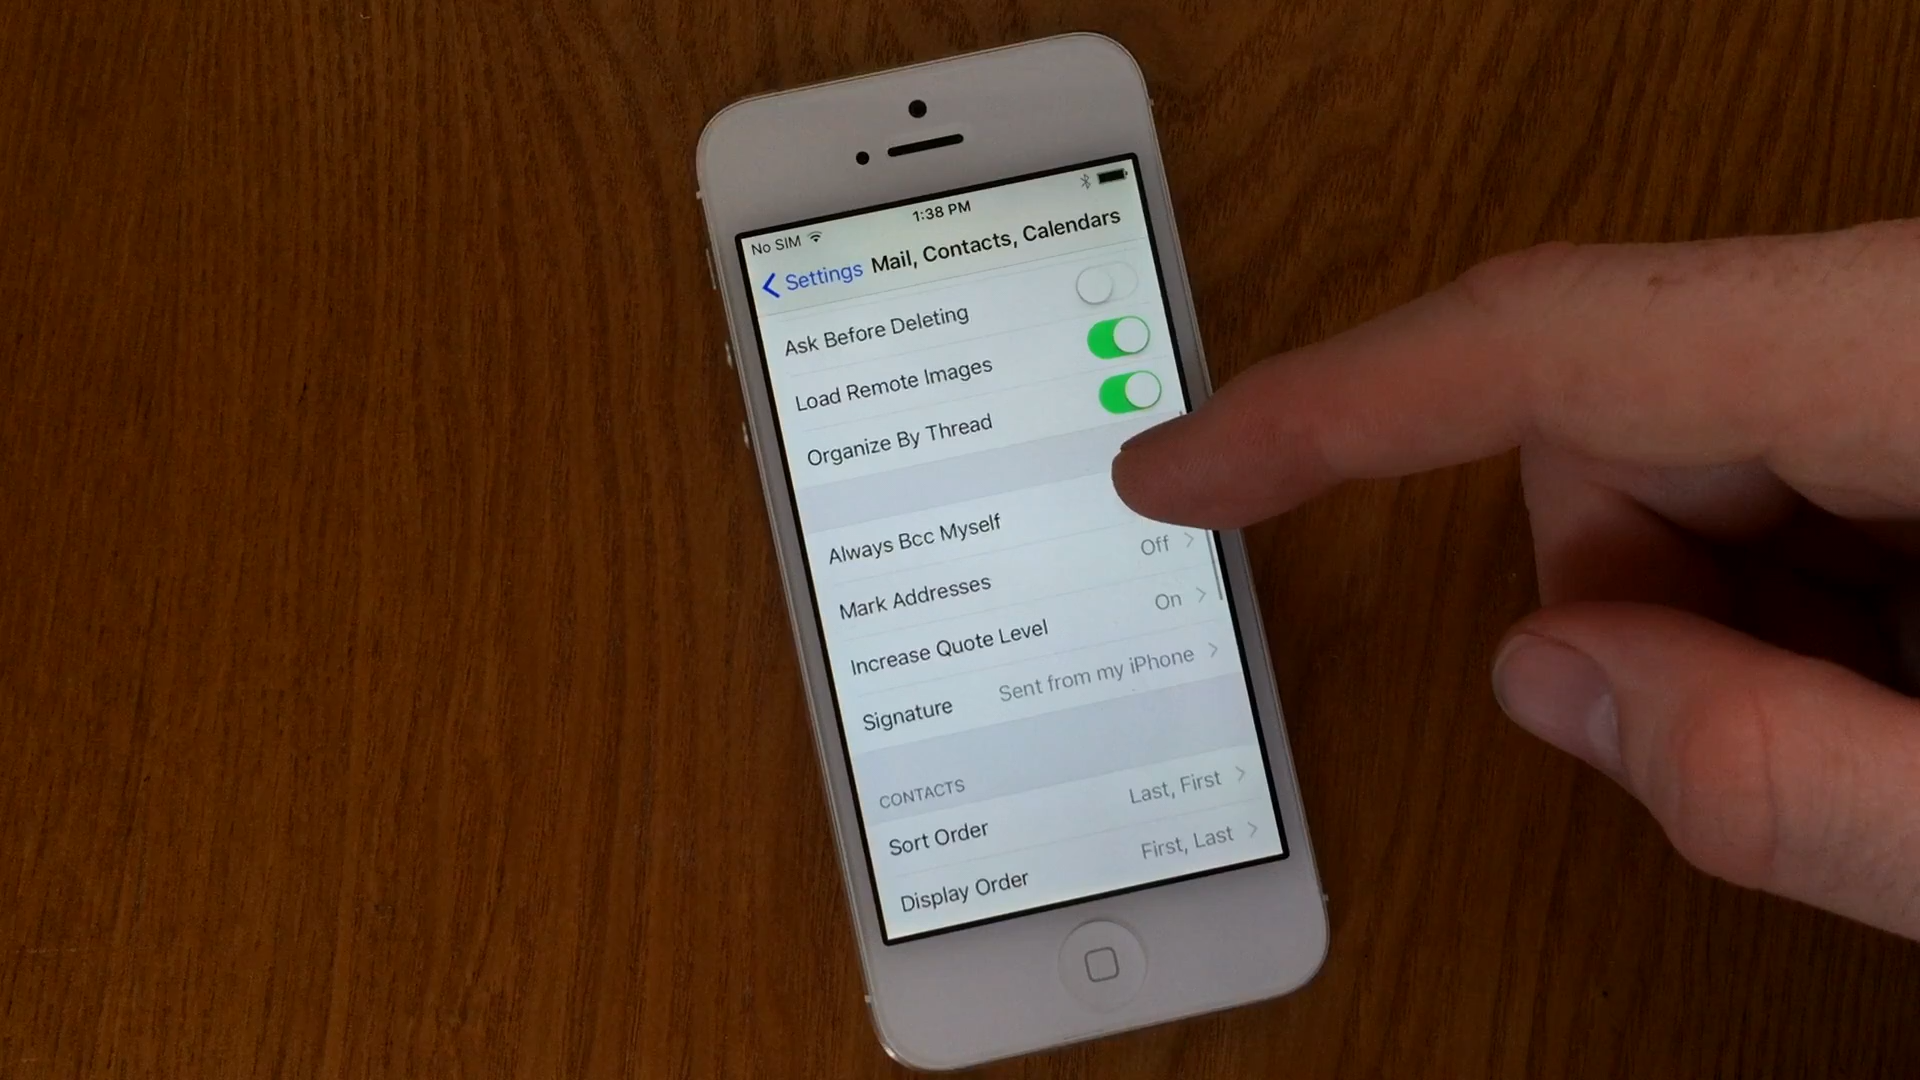 No SIM 1:38 PM
Settings Mail, Contacts, Calendars
Ask Before Deleting
Load Remote Images
Organize By Thread
Always Bcc Myself
Mark Addresses Off
Increase Quote Level On
Signature Sent from my iPhone
CONTACTS
Sort Order Last, First
Display Order First, Last